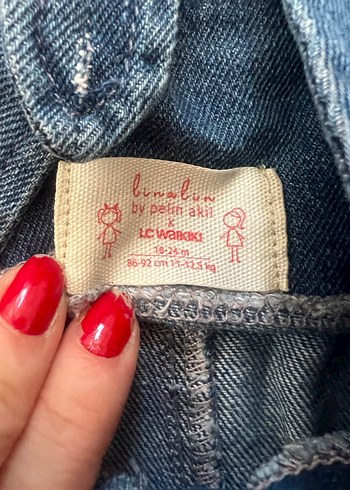 linalin
by pelin akil
x
LC WAIKIKI
18-24 m
86-92 cm 11-12,5 kg